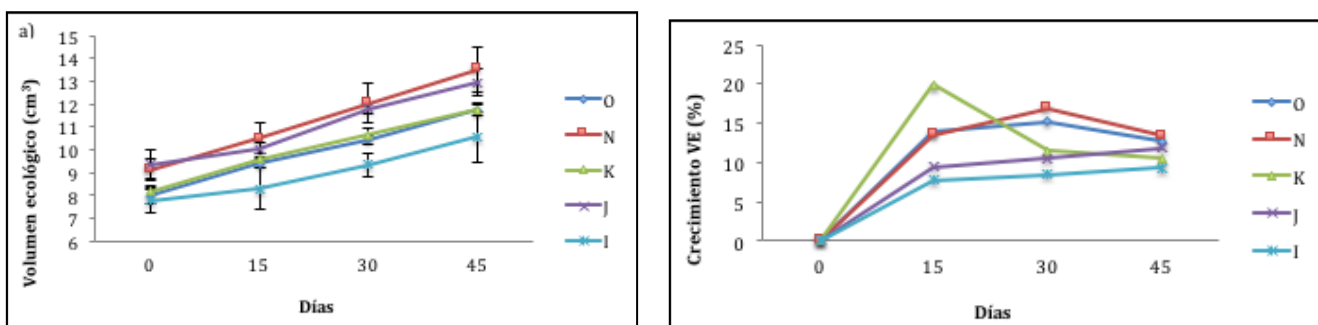 a)
Volumen ecológico (cm³)
15
14
13
12
11
10
9
8
7
6
0 15 30 45
Días
O
N
K
J
I
Crecimiento VE (%)
25
20
15
10
5
0
0 15 30 45
Días
O
N
K
J
I